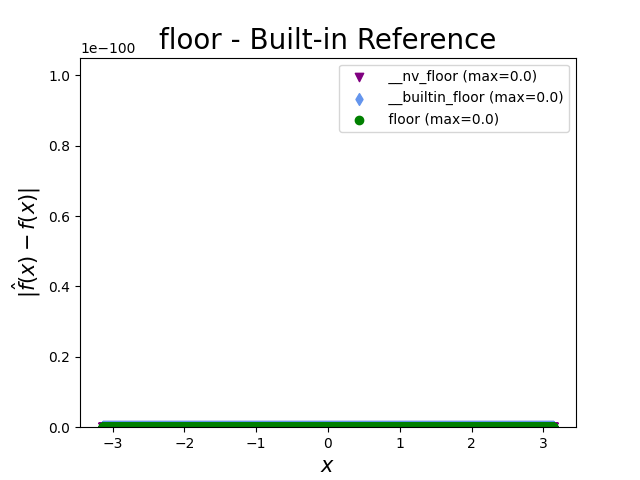 floor - Built-in Reference
1e−100
1.0
0.8
0.6
0.4
0.2
0.0
|f̂(x) − f(x)|
__nv_floor (max=0.0)
__builtin_floor (max=0.0)
floor (max=0.0)
−3 −2 −1 0 1 2 3
x